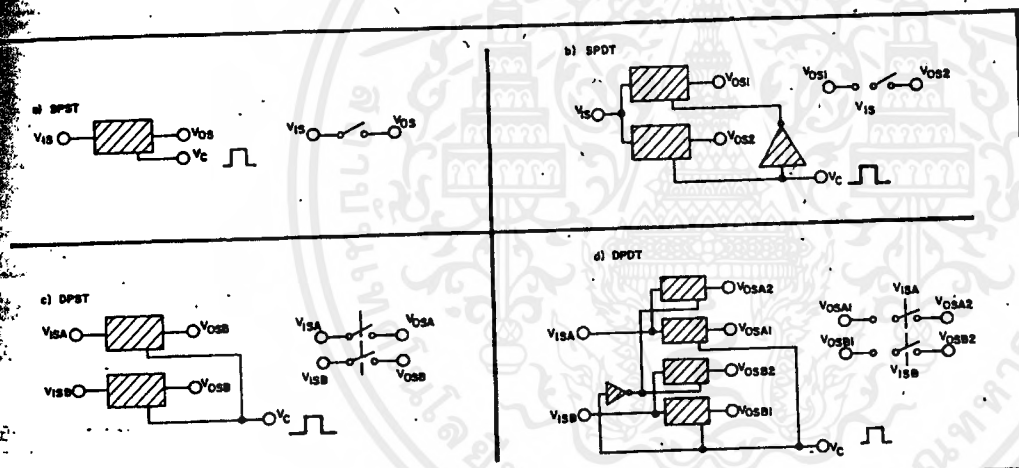 a) SPST
VIS
VOS
VC
VIS
VOS
b) SPDT
VIS
VOS1
VOS2
VC
VOS1
VOS2
VIS
c) DPST
VISA
VOSB
VISB
VOSB
VC
VISA
VOSA
VISB
VOSB
d) DPDT
VISA
VOSA2
VOSA1
VOSB2
VISB
VOSB1
VC
VISA
VOSA1
VOSA2
VOSB1
VOSB2
VISB